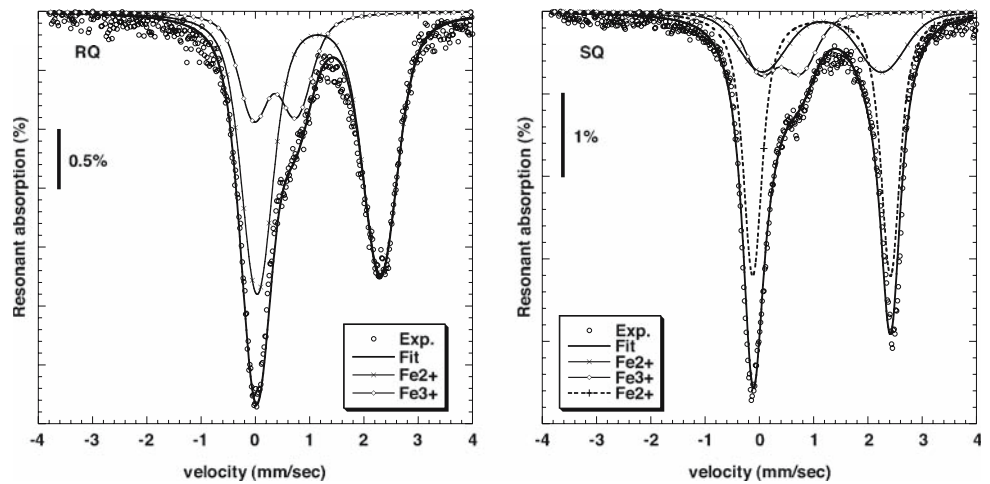 RQ
0.5%
Resonant absorption (%)
Exp.
Fit
Fe2+
Fe3+
-4 -3 -2 -1 0 1 2 3 4
velocity (mm/sec)
SQ
1%
Resonant absorption (%)
Exp.
Fit
Fe2+
Fe3+
Fe2+
-4 -3 -2 -1 0 1 2 3 4
velocity (mm/sec)